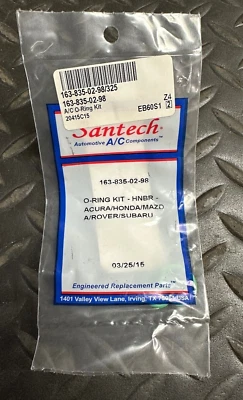 163-835-02-98/325
163-835-02-98
A/C O-Ring Kit
20415C15
EB60S1
Z4
[2]
Santech
Automotive A/C Components
163-835-02-98
O-RING KIT - HNBR -
ACURA/HONDA/MAZD
A/ROVER/SUBARU
03/25/15
Engineered Replacement Parts
1401 Valley View Lane, Irving, TX